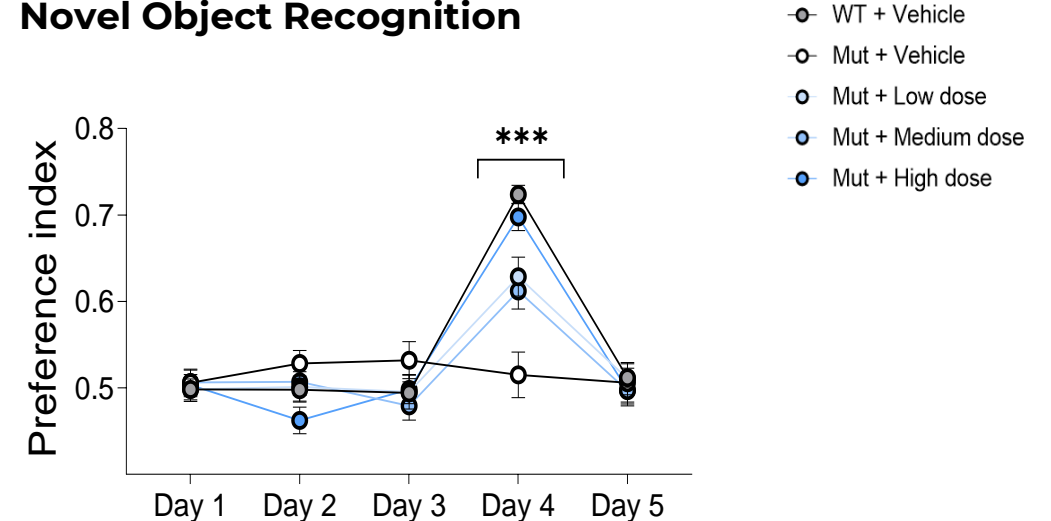 Novel Object Recognition
WT + Vehicle
Mut + Vehicle
Mut + Low dose
Mut + Medium dose
Mut + High dose
Preference index
0.8
0.7
0.6
0.5
***
Day 1 Day 2 Day 3 Day 4 Day 5